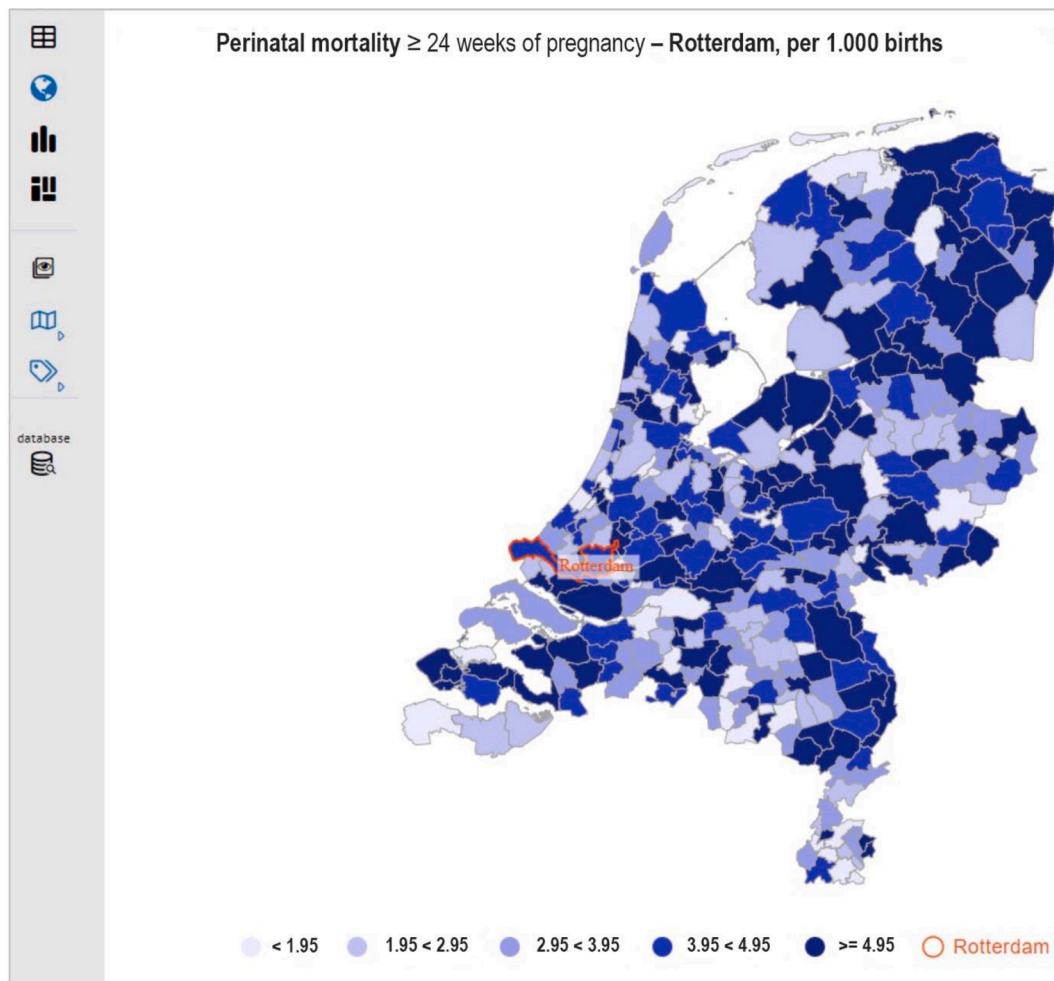 Perinatal mortality ≥ 24 weeks of pregnancy – Rotterdam, per 1.000 births
database
Rotterdam
< 1.95 1.95 < 2.95 2.95 < 3.95 3.95 < 4.95 >= 4.95 Rotterdam